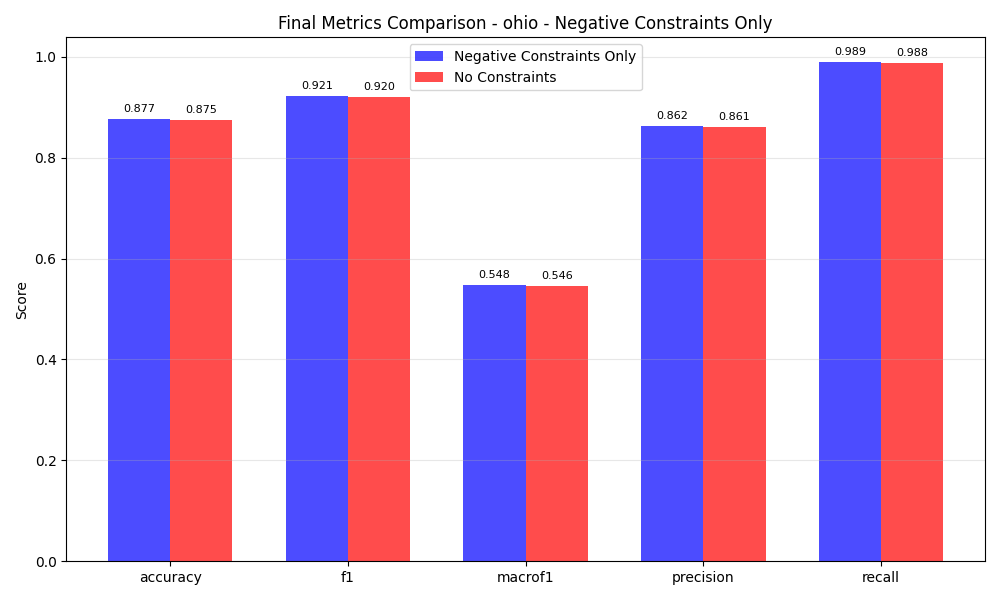 Final Metrics Comparison - ohio - Negative Constraints Only
Negative Constraints Only
No Constraints
Score
1.0
0.8
0.6
0.4
0.2
0.0
0.877
0.875
0.921
0.920
0.548
0.546
0.862
0.861
0.989
0.988
accuracy
f1
macrof1
precision
recall